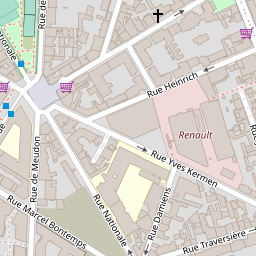 Rue de
Nationale
Rue Heinrich
Renault
Rue Yves Kermen
Rue de Meudon
Rue Marcel Bontemps
Rue Nationale
Rue Damiens
Rue Traversière